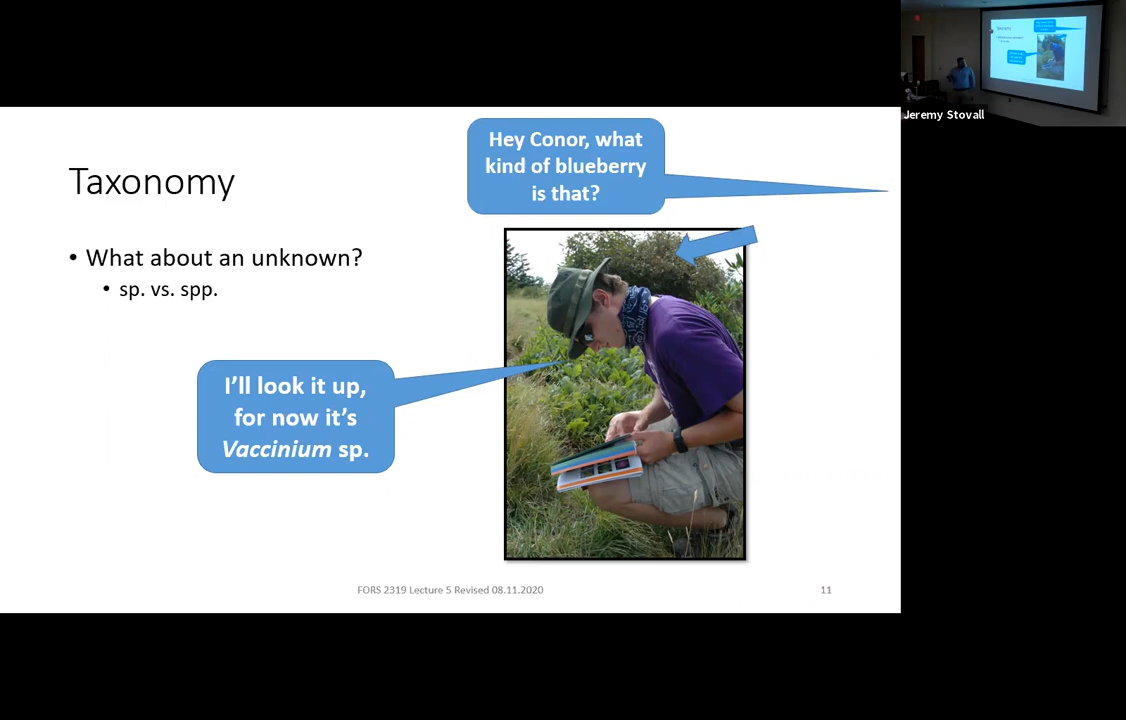 Taxonomy
• What about an unknown?
• sp. vs. spp.
Hey Conor, what
kind of blueberry
is that?
I'll look it up,
for now it's
Vaccinium sp.
FORS 2319 Lecture 5 Revised 08.11.2020
11
Jeremy Stovall